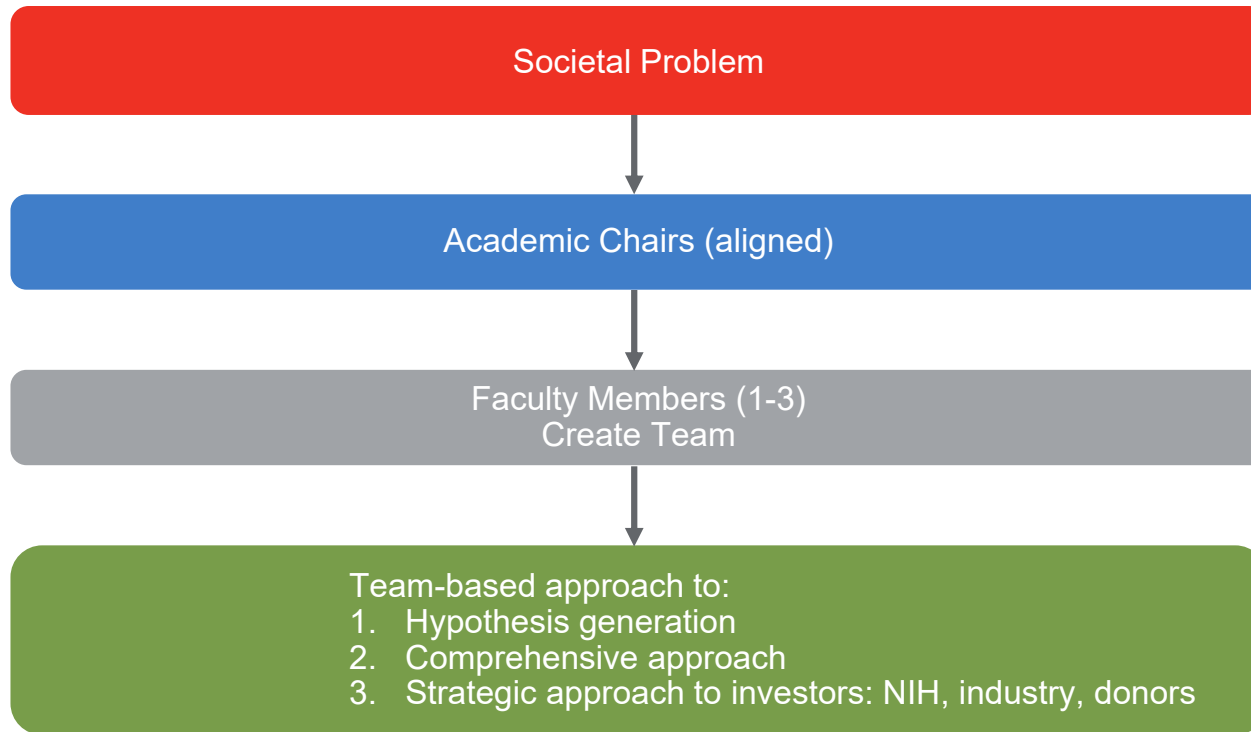 Societal Problem
Academic Chairs (aligned)
Faculty Members (1-3)
Create Team
Team-based approach to:
1. Hypothesis generation
2. Comprehensive approach
3. Strategic approach to investors: NIH, industry, donors